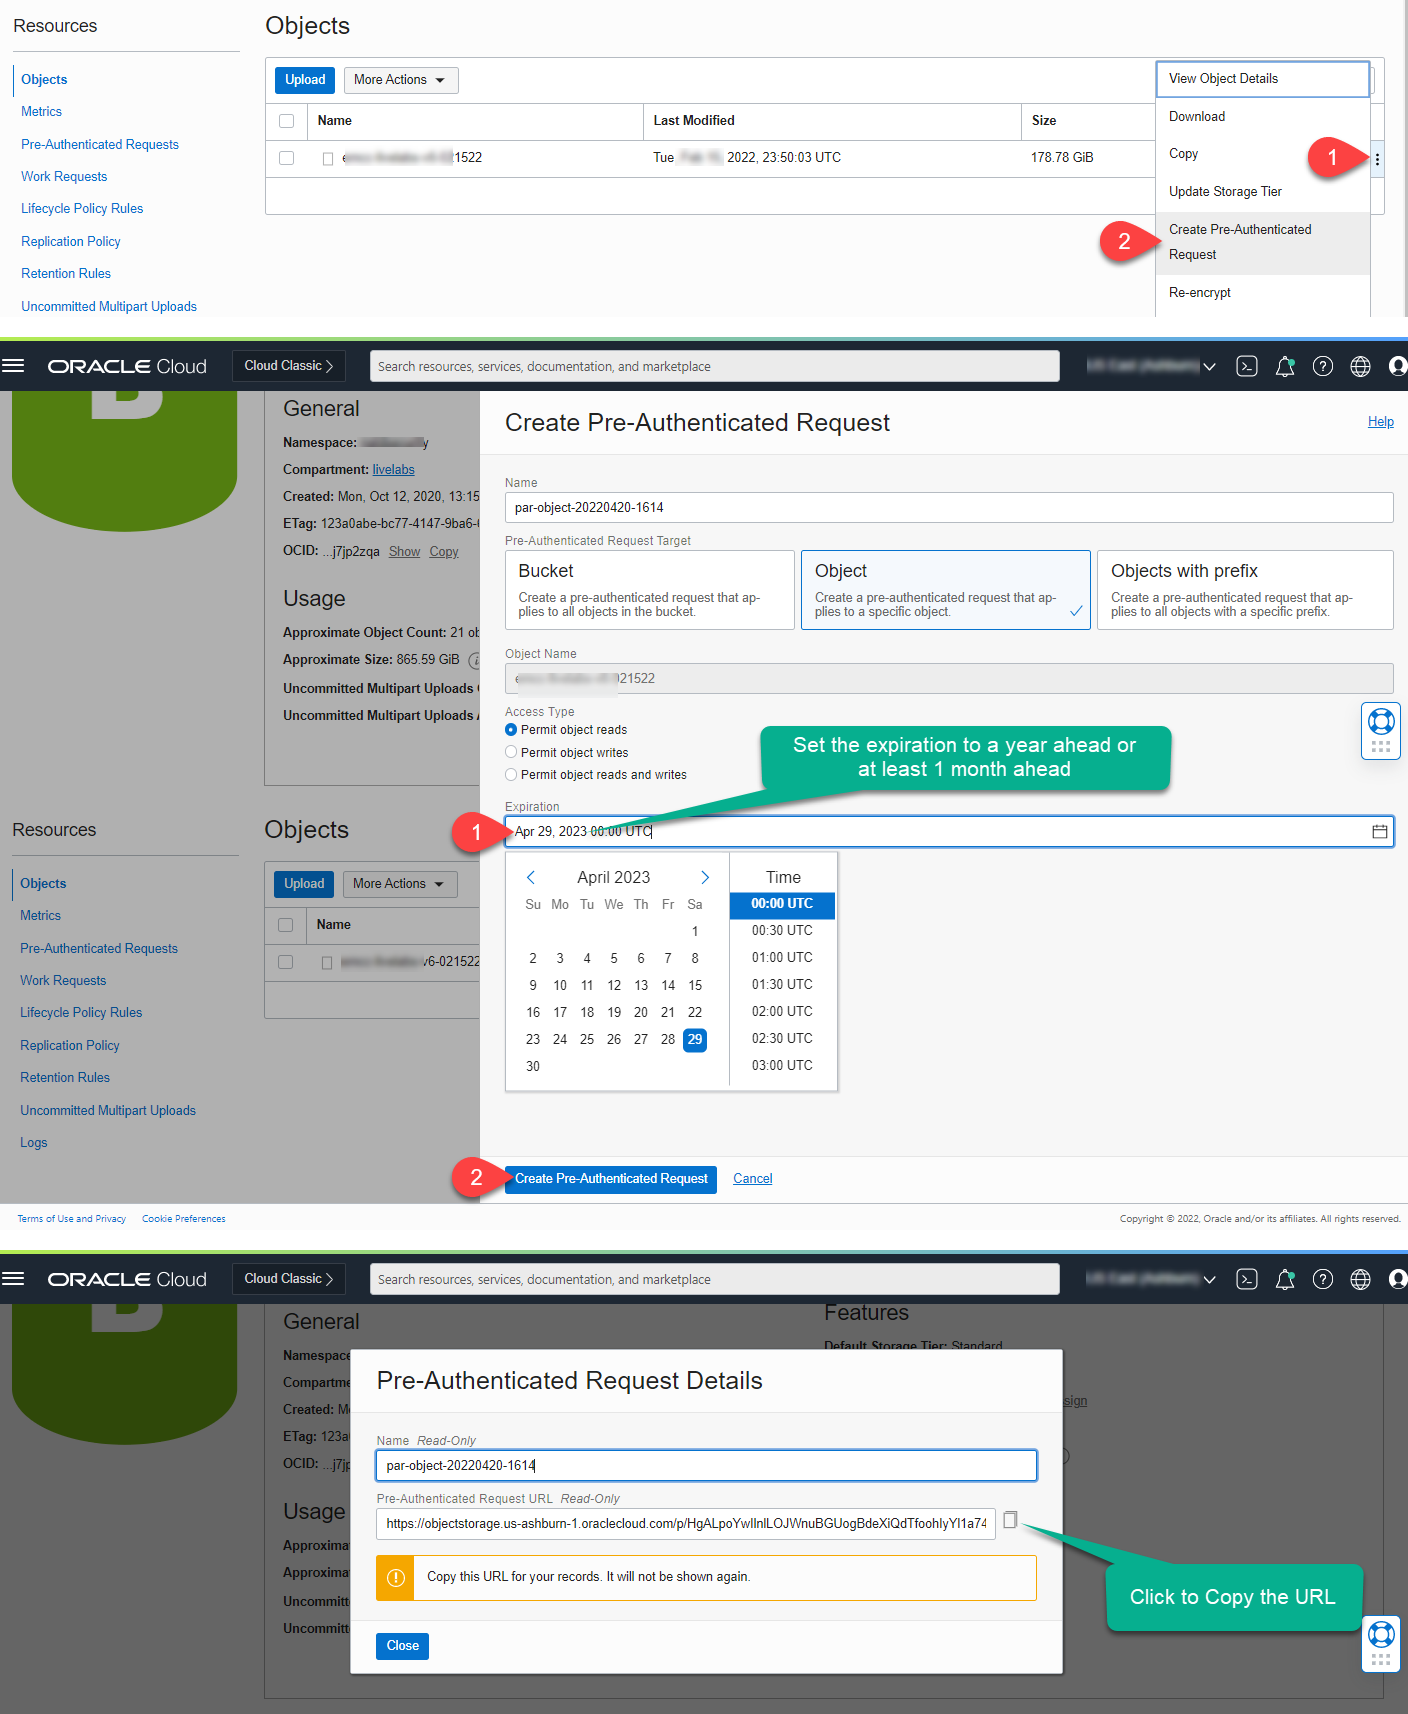 Resources
Objects
Metrics
Pre-Authenticated Requests
Work Requests
Lifecycle Policy Rules
Replication Policy
Retention Rules
Uncommitted Multipart Uploads
Objects
Upload
More Actions
Name
Last Modified
Size
1522
Tue, 2022, 23:50:03 UTC
178.78 GiB
View Object Details
Download
Copy
Update Storage Tier
Create Pre-Authenticated
Request
Re-encrypt
1
2
ORACLE Cloud
Cloud Classic
Search resources, services, documentation, and marketplace
General
Namespace:
Compartment: livelabs
Created: Mon, Oct 12, 2020, 13:15
ETag: 123a0abe-bc77-4147-9ba6-
OCID: ...j7jp2zqa Show Copy
Usage
Approximate Object Count: 21
Approximate Size: 865.59 GiB
Uncommitted Multipart Uploads
Uncommitted Multipart Uploads
Resources
Objects
Metrics
Pre-Authenticated Requests
Work Requests
Lifecycle Policy Rules
Replication Policy
Retention Rules
Uncommitted Multipart Uploads
Logs
Objects
Upload
More Actions
Name
v6-021522
Create Pre-Authenticated Request
Help
Name
par-object-20220420-1614
Pre-Authenticated Request Target
Bucket
Create a pre-authenticated request that ap-
plies to all objects in the bucket.
Object
Create a pre-authenticated request that ap-
plies to a specific object.
Objects with prefix
Create a pre-authenticated request that ap-
plies to all objects with a specific prefix.
Object Name
21522
Access Type
Permit object reads
Permit object writes
Permit object reads and writes
Set the expiration to a year ahead or
at least 1 month ahead
Expiration
1
Apr 29, 2023 00:00 UTC
April 2023
Su Mo Tu We Th Fr Sa
1
2 3 4 5 6 7 8
9 10 11 12 13 14 15
16 17 18 19 20 21 22
23 24 25 26 27 28 29
30
Time
00:00 UTC
00:30 UTC
01:00 UTC
01:30 UTC
02:00 UTC
02:30 UTC
03:00 UTC
2
Create Pre-Authenticated Request
Cancel
Terms of Use and Privacy
Cookie Preferences
Copyright © 2022, Oracle and/or its affiliates. All rights reserved.
ORACLE Cloud
Cloud Classic
Search resources, services, documentation, and marketplace
General
Namespace
Compartme
Created: M
ETag: 123a
OCID: ...j7jp
Usage
Approxima
Approxima
Uncommitt
Uncommitt
Features
Default Storage Tier: Standard
sign
Pre-Authenticated Request Details
Name Read-Only
par-object-20220420-1614
Pre-Authenticated Request URL Read-Only
https://objectstorage.us-ashburn-1.oraclecloud.com/p/HgALpoYwIlnlLOJWnuBGUogBdeXiQdTfoohIyYl1a74
Copy this URL for your records. It will not be shown again.
Close
Click to Copy the URL